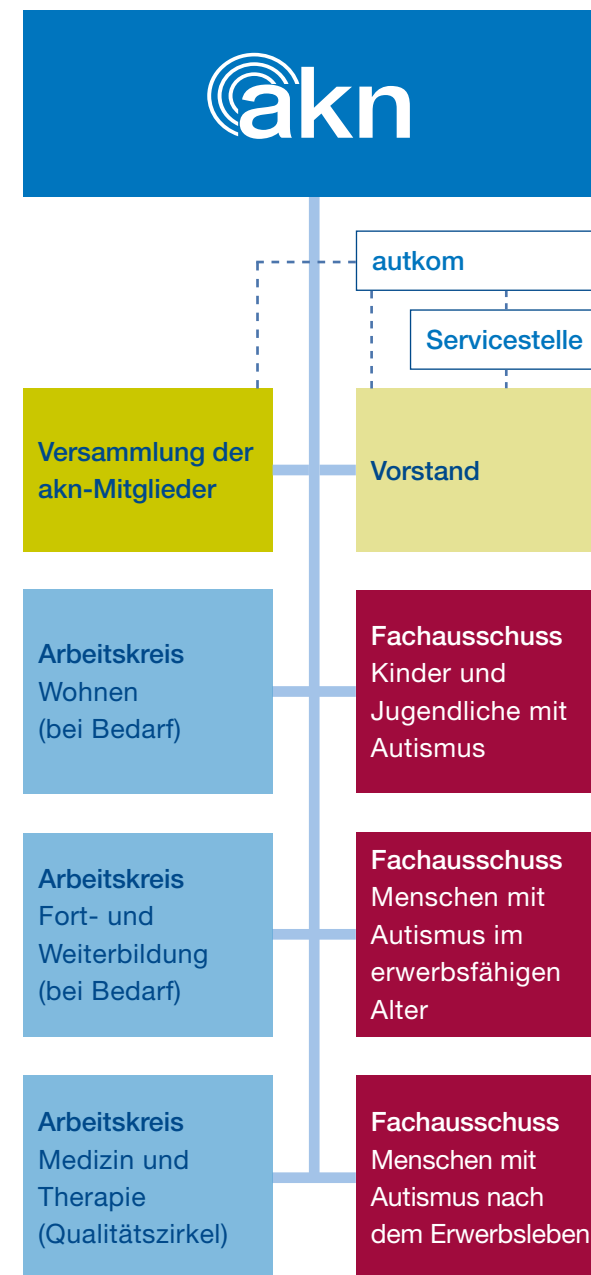 akn
autkom
Servicestelle
Versammlung der
akn-Mitglieder
Vorstand
Arbeitskreis
Wohnen
(bei Bedarf)
Fachausschuss
Kinder und
Jugendliche mit
Autismus
Arbeitskreis
Fort- und
Weiterbildung
(bei Bedarf)
Fachausschuss
Menschen mit
Autismus im
erwerbsfähigen
Alter
Arbeitskreis
Medizin und
Therapie
(Qualitätszirkel)
Fachausschuss
Menschen mit
Autismus nach
dem Erwerbsleben